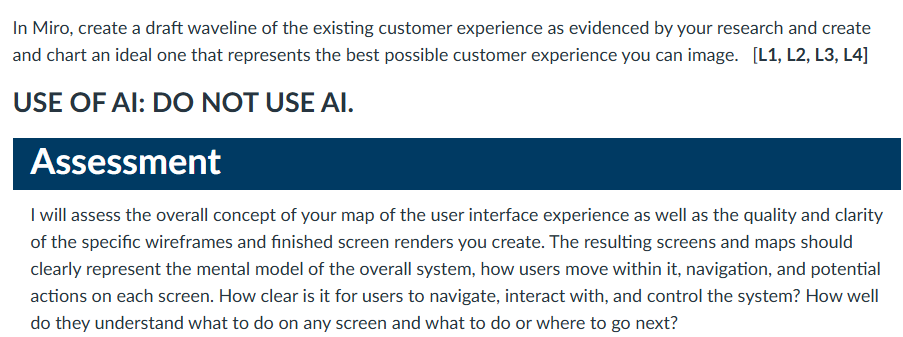 In Miro, create a draft waveline of the existing customer experience as evidenced by your research and create
and chart an ideal one that represents the best possible customer experience you can image. [L1, L2, L3, L4]
USE OF AI: DO NOT USE AI.
Assessment
I will assess the overall concept of your map of the user interface experience as well as the quality and clarity
of the specific wireframes and finished screen renders you create. The resulting screens and maps should
clearly represent the mental model of the overall system, how users move within it, navigation, and potential
actions on each screen. How clear is it for users to navigate, interact with, and control the system? How well
do they understand what to do on any screen and what to do or where to go next?